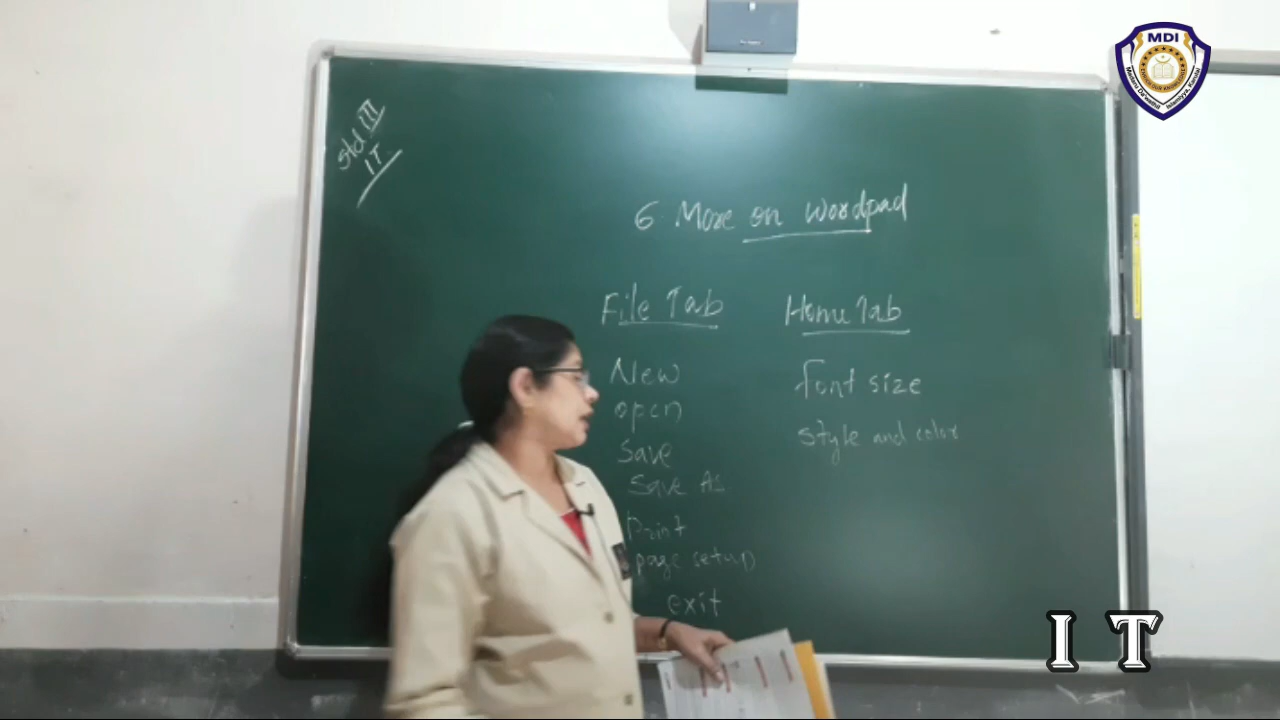 MDI
std III
IT
6. More on Wordpad
File Tab
New
open
Save
Save As
Print
page setup
exit
Home Tab
font size
style and color
I T